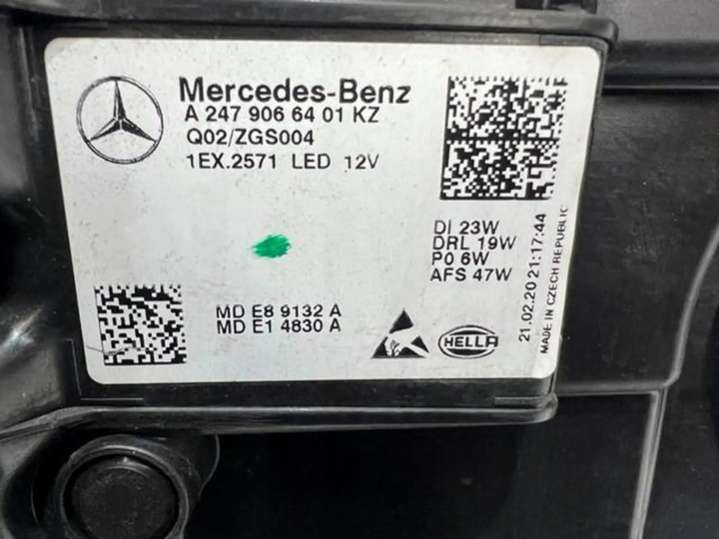 Mercedes-Benz
A 247 906 64 01 KZ
Q02/ZGS004
1EX.2571 LED 12V
DI 23W
DRL 19W
P0 6W
AFS 47W
MD E8 9132 A
MD E1 4830 A
HELLA
21.02.20 21:17:44
MADE IN CZECH REPUBLIC